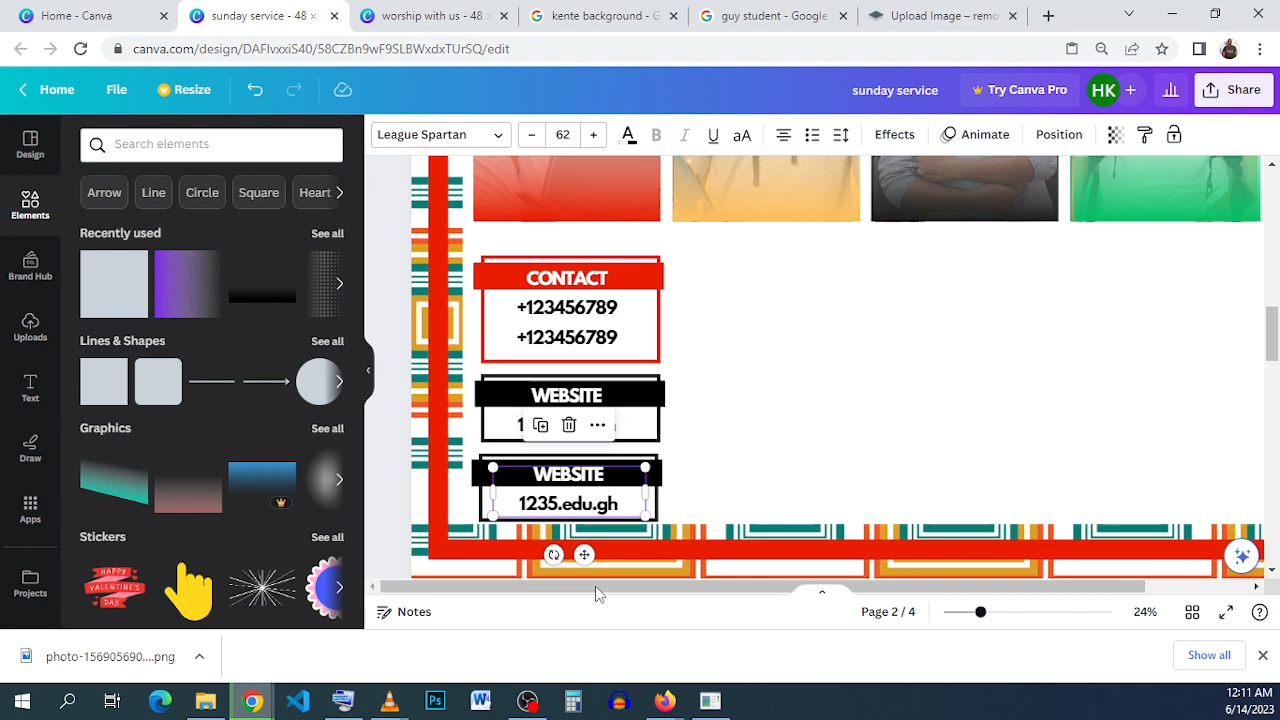 Home - Canva
sunday service - 48 ×
worship with us - 48 ×
kente background - G
guy student - Google
Upload Image – remo
canva.com/design/DAFlvxxiS40/58CZBn9wF9SLBWxdxTUrSQ/edit
Home
File
Resize
sunday service
Try Canva Pro
HK
Share
League Spartan
62
A
B
I
U
aA
Effects
Animate
Position
Design
Elements
Brand Hub
Uploads
Text
Draw
Apps
Projects
Search elements
Arrow
Line
Circle
Square
Heart
Recently used
See all
Lines & Shapes
See all
Graphics
See all
Stickers
See all
HAPPY
VALENTINE'S
DAY
CONTACT
+123456789
+123456789
WEBSITE
WEBSITE
1235.edu.gh
Notes
Page 2 / 4
24%
photo-156905690....png
Show all
12:11 AM
6/14/2023